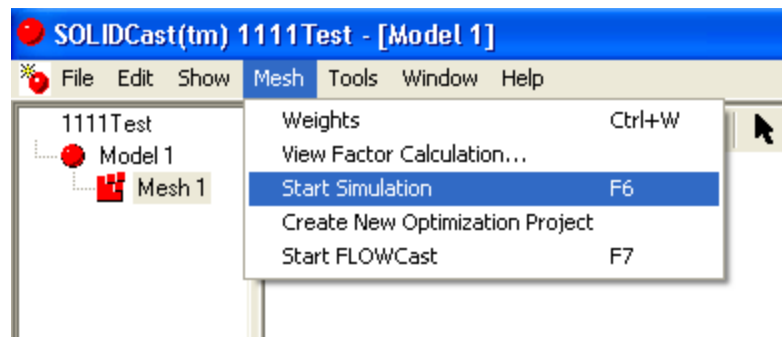 SOLIDCast(tm) 1111Test - [Model 1]
File Edit Show Mesh Tools Window Help
1111Test
Model 1
Mesh 1
Weights Ctrl+W
View Factor Calculation...
Start Simulation F6
Create New Optimization Project
Start FLOWCast F7